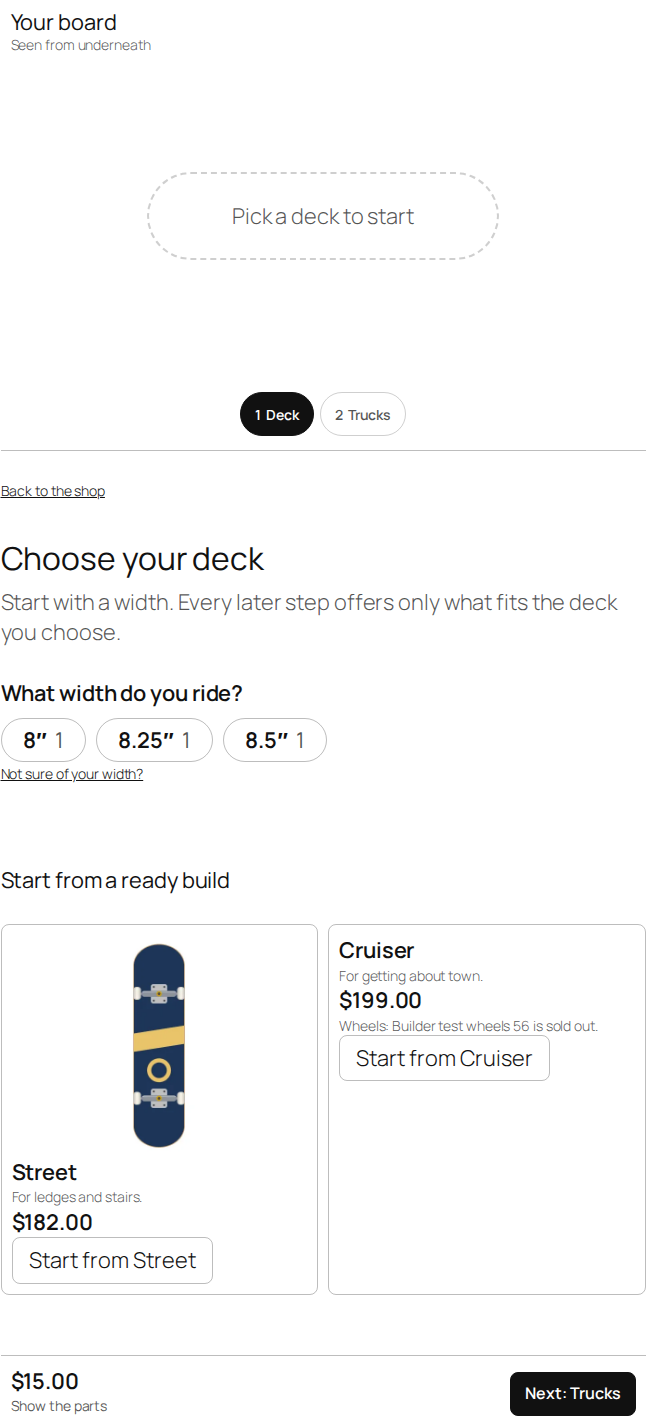 Your board
Seen from underneath
Pick a deck to start
1 Deck
2 Trucks
Back to the shop
Choose your deck
Start with a width. Every later step offers only what fits the deck
you choose.
What width do you ride?
8″ 1
8.25″ 1
8.5″ 1
Not sure of your width?
Start from a ready build
Street
For ledges and stairs.
$182.00
Start from Street
Cruiser
For getting about town.
$199.00
Wheels: Builder test wheels 56 is sold out.
Start from Cruiser
$15.00
Show the parts
Next: Trucks